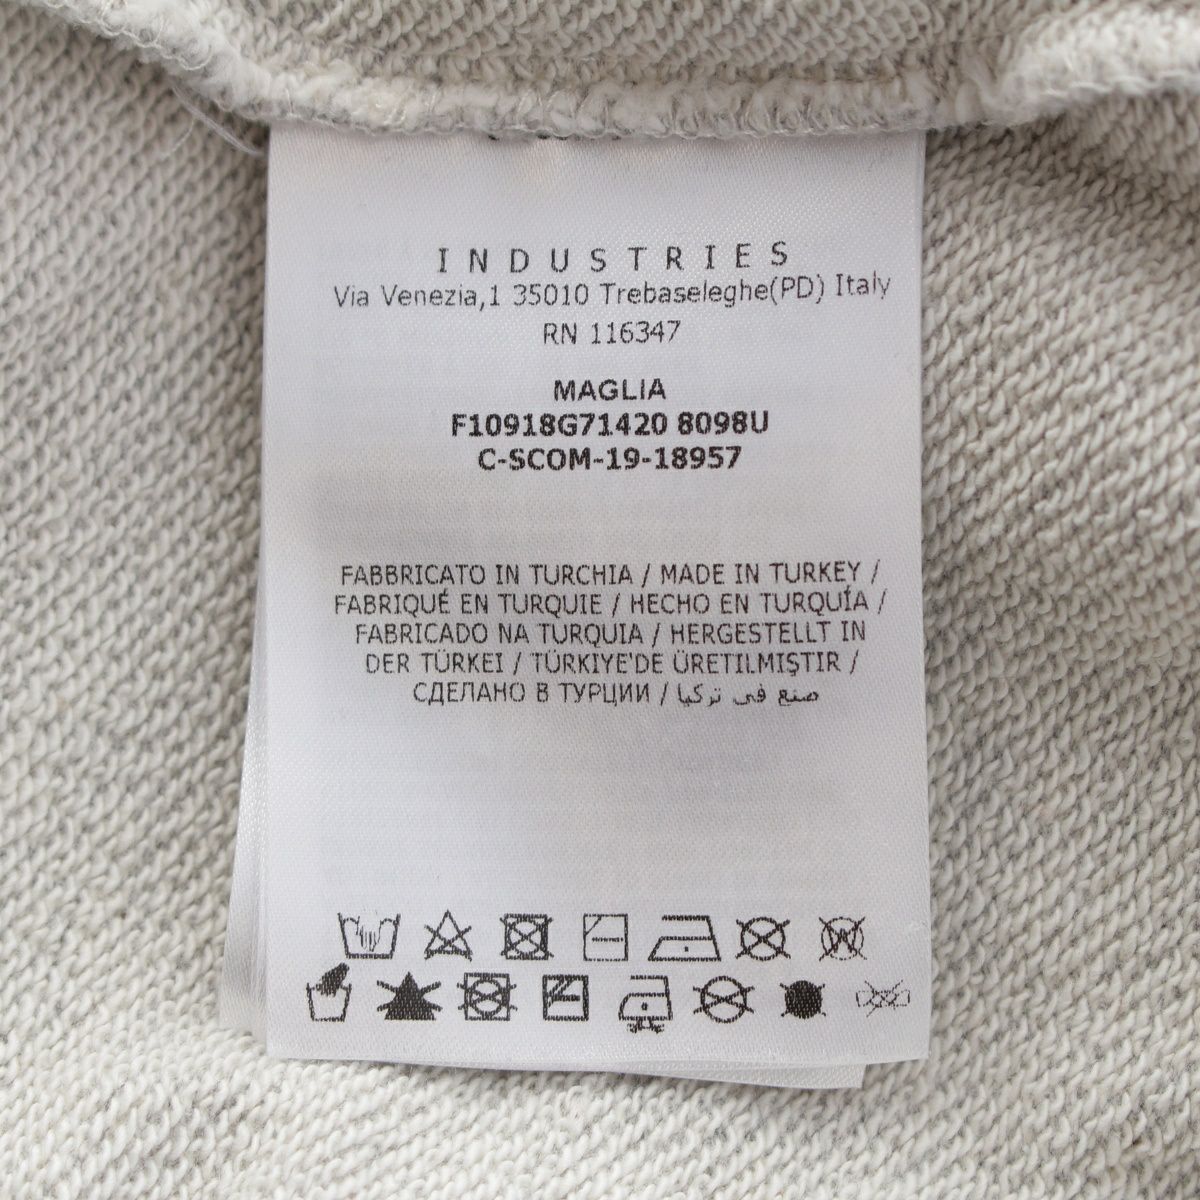 INDUSTRIES
Via Venezia,1 35010 Trebaseleghe(PD) Italy
RN 116347
MAGLIA
F10918G71420 8098U
C-SCOM-19-18957
FABBRICATO IN TURCHIA / MADE IN TURKEY /
FABRIQUÉ EN TURQUIE / HECHO EN TURQUÍA /
FABRICADO NA TURQUIA / HERGESTELLT IN
DER TÜRKEI / TÜRKIYE'DE ÜRETILMIŞTIR /
СДЕЛАНО В ТУРЦИИ / صنع في تركيا